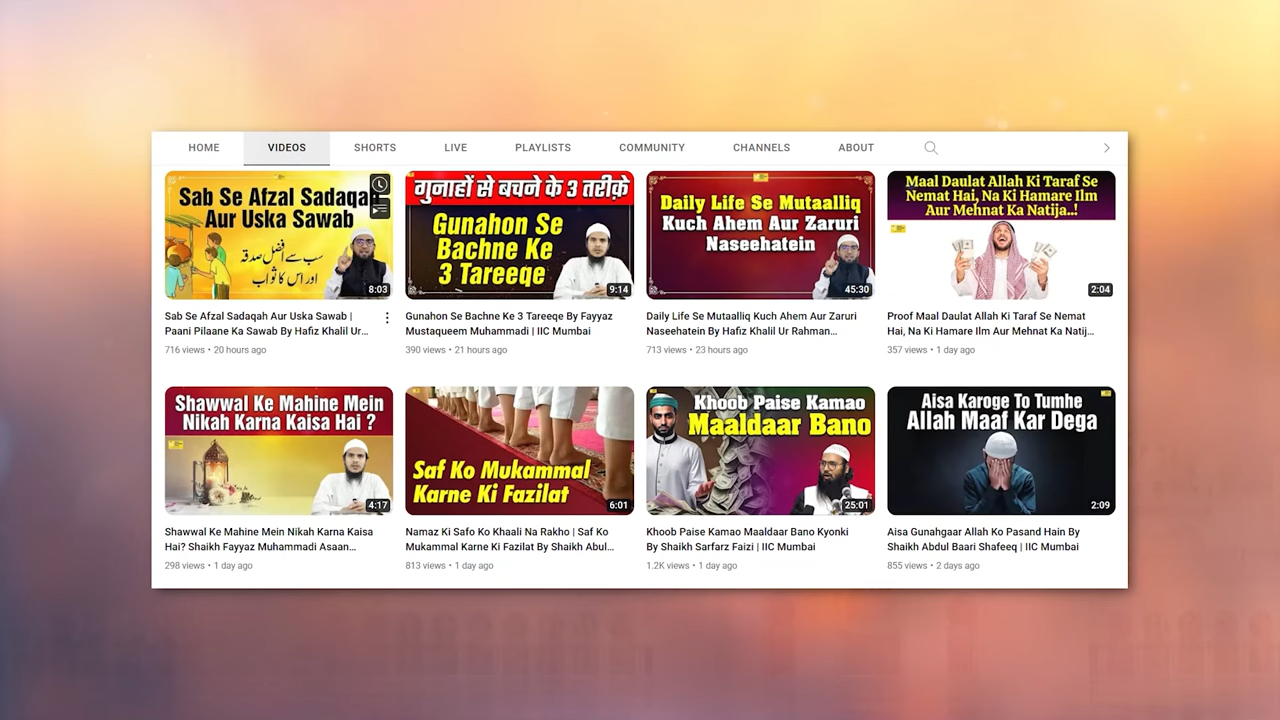 HOME
VIDEOS
SHORTS
LIVE
PLAYLISTS
COMMUNITY
CHANNELS
ABOUT
Sab Se Afzal Sadaqah
Aur Uska Sawab
سب سے افضل صدقہ
اور اس کا ثواب
8:03
Sab Se Afzal Sadaqah Aur Uska Sawab |
Paani Pilaane Ka Sawab By Hafiz Khalil Ur...
716 views • 20 hours ago
गुनाहों से बचने के 3 तरीक़े
Gunahon Se
Bachne Ke
3 Tareeqe
9:14
Gunahon Se Bachne Ke 3 Tareeqe By Fayyaz
Mustaqueem Muhammadi | IIC Mumbai
390 views • 21 hours ago
Daily Life Se Mutaalliq
Kuch Ahem Aur Zaruri
Naseehatein
45:30
Daily Life Se Mutaalliq Kuch Ahem Aur Zaruri
Naseehatein By Hafiz Khalil Ur Rahman...
713 views • 23 hours ago
Maal Daulat Allah Ki Taraf Se
Nemat Hai, Na Ki Hamare Ilm
Aur Mehnat Ka Natija..!
2:04
Proof Maal Daulat Allah Ki Taraf Se Nemat
Hai, Na Ki Hamare Ilm Aur Mehnat Ka Natij...
357 views • 1 day ago
Shawwal Ke Mahine Mein
Nikah Karna Kaisa Hai ?
4:17
Shawwal Ke Mahine Mein Nikah Karna Kaisa
Hai? Shaikh Fayyaz Muhammadi Asaan...
298 views • 1 day ago
Saf Ko Mukammal
Karne Ki Fazilat
6:01
Namaz Ki Safo Ko Khaali Na Rakho | Saf Ko
Mukammal Karne Ki Fazilat By Shaikh Abul...
813 views • 1 day ago
Khoob Paise Kamao
Maaldaar Bano
25:01
Khoob Paise Kamao Maaldaar Bano Kyonki
By Shaikh Sarfarz Faizi | IIC Mumbai
1.2K views • 1 day ago
Aisa Karoge To Tumhe
Allah Maaf Kar Dega
2:09
Aisa Gunahgaar Allah Ko Pasand Hain By
Shaikh Abdul Baari Shafeeq | IIC Mumbai
855 views • 2 days ago